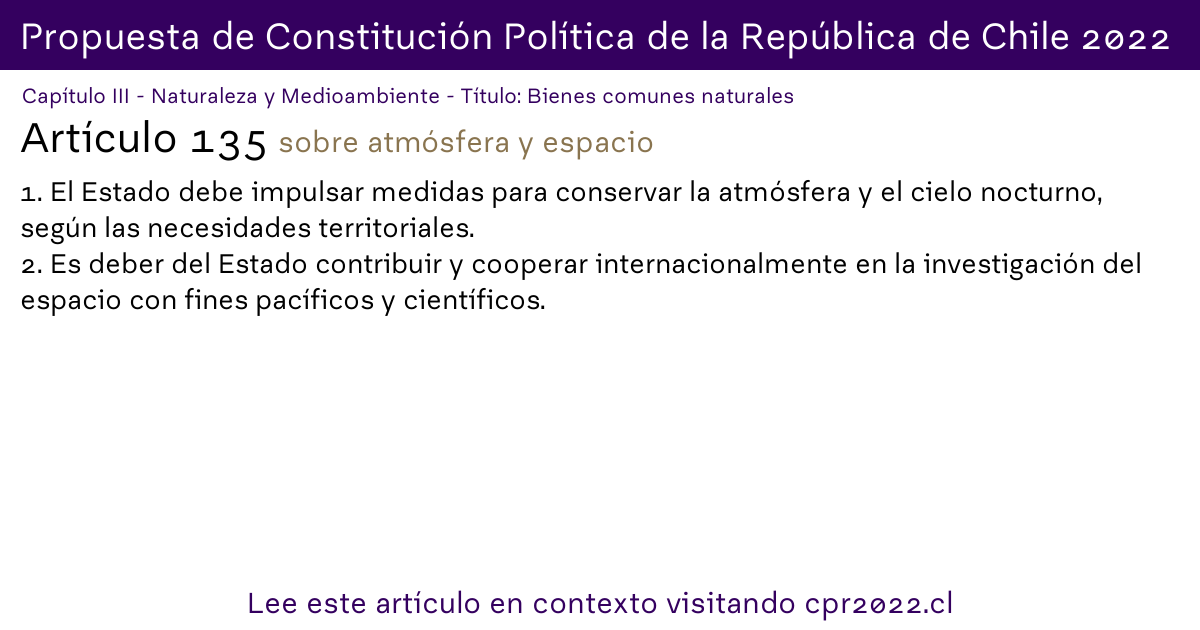 Propuesta de Constitución Política de la República de Chile 2022
Capítulo III - Naturaleza y Medioambiente - Título: Bienes comunes naturales
Artículo 135 sobre atmósfera y espacio
1. El Estado debe impulsar medidas para conservar la atmósfera y el cielo nocturno,
según las necesidades territoriales.
2. Es deber del Estado contribuir y cooperar internacionalmente en la investigación del
espacio con fines pacíficos y científicos.
Lee este artículo en contexto visitando cpr2022.cl